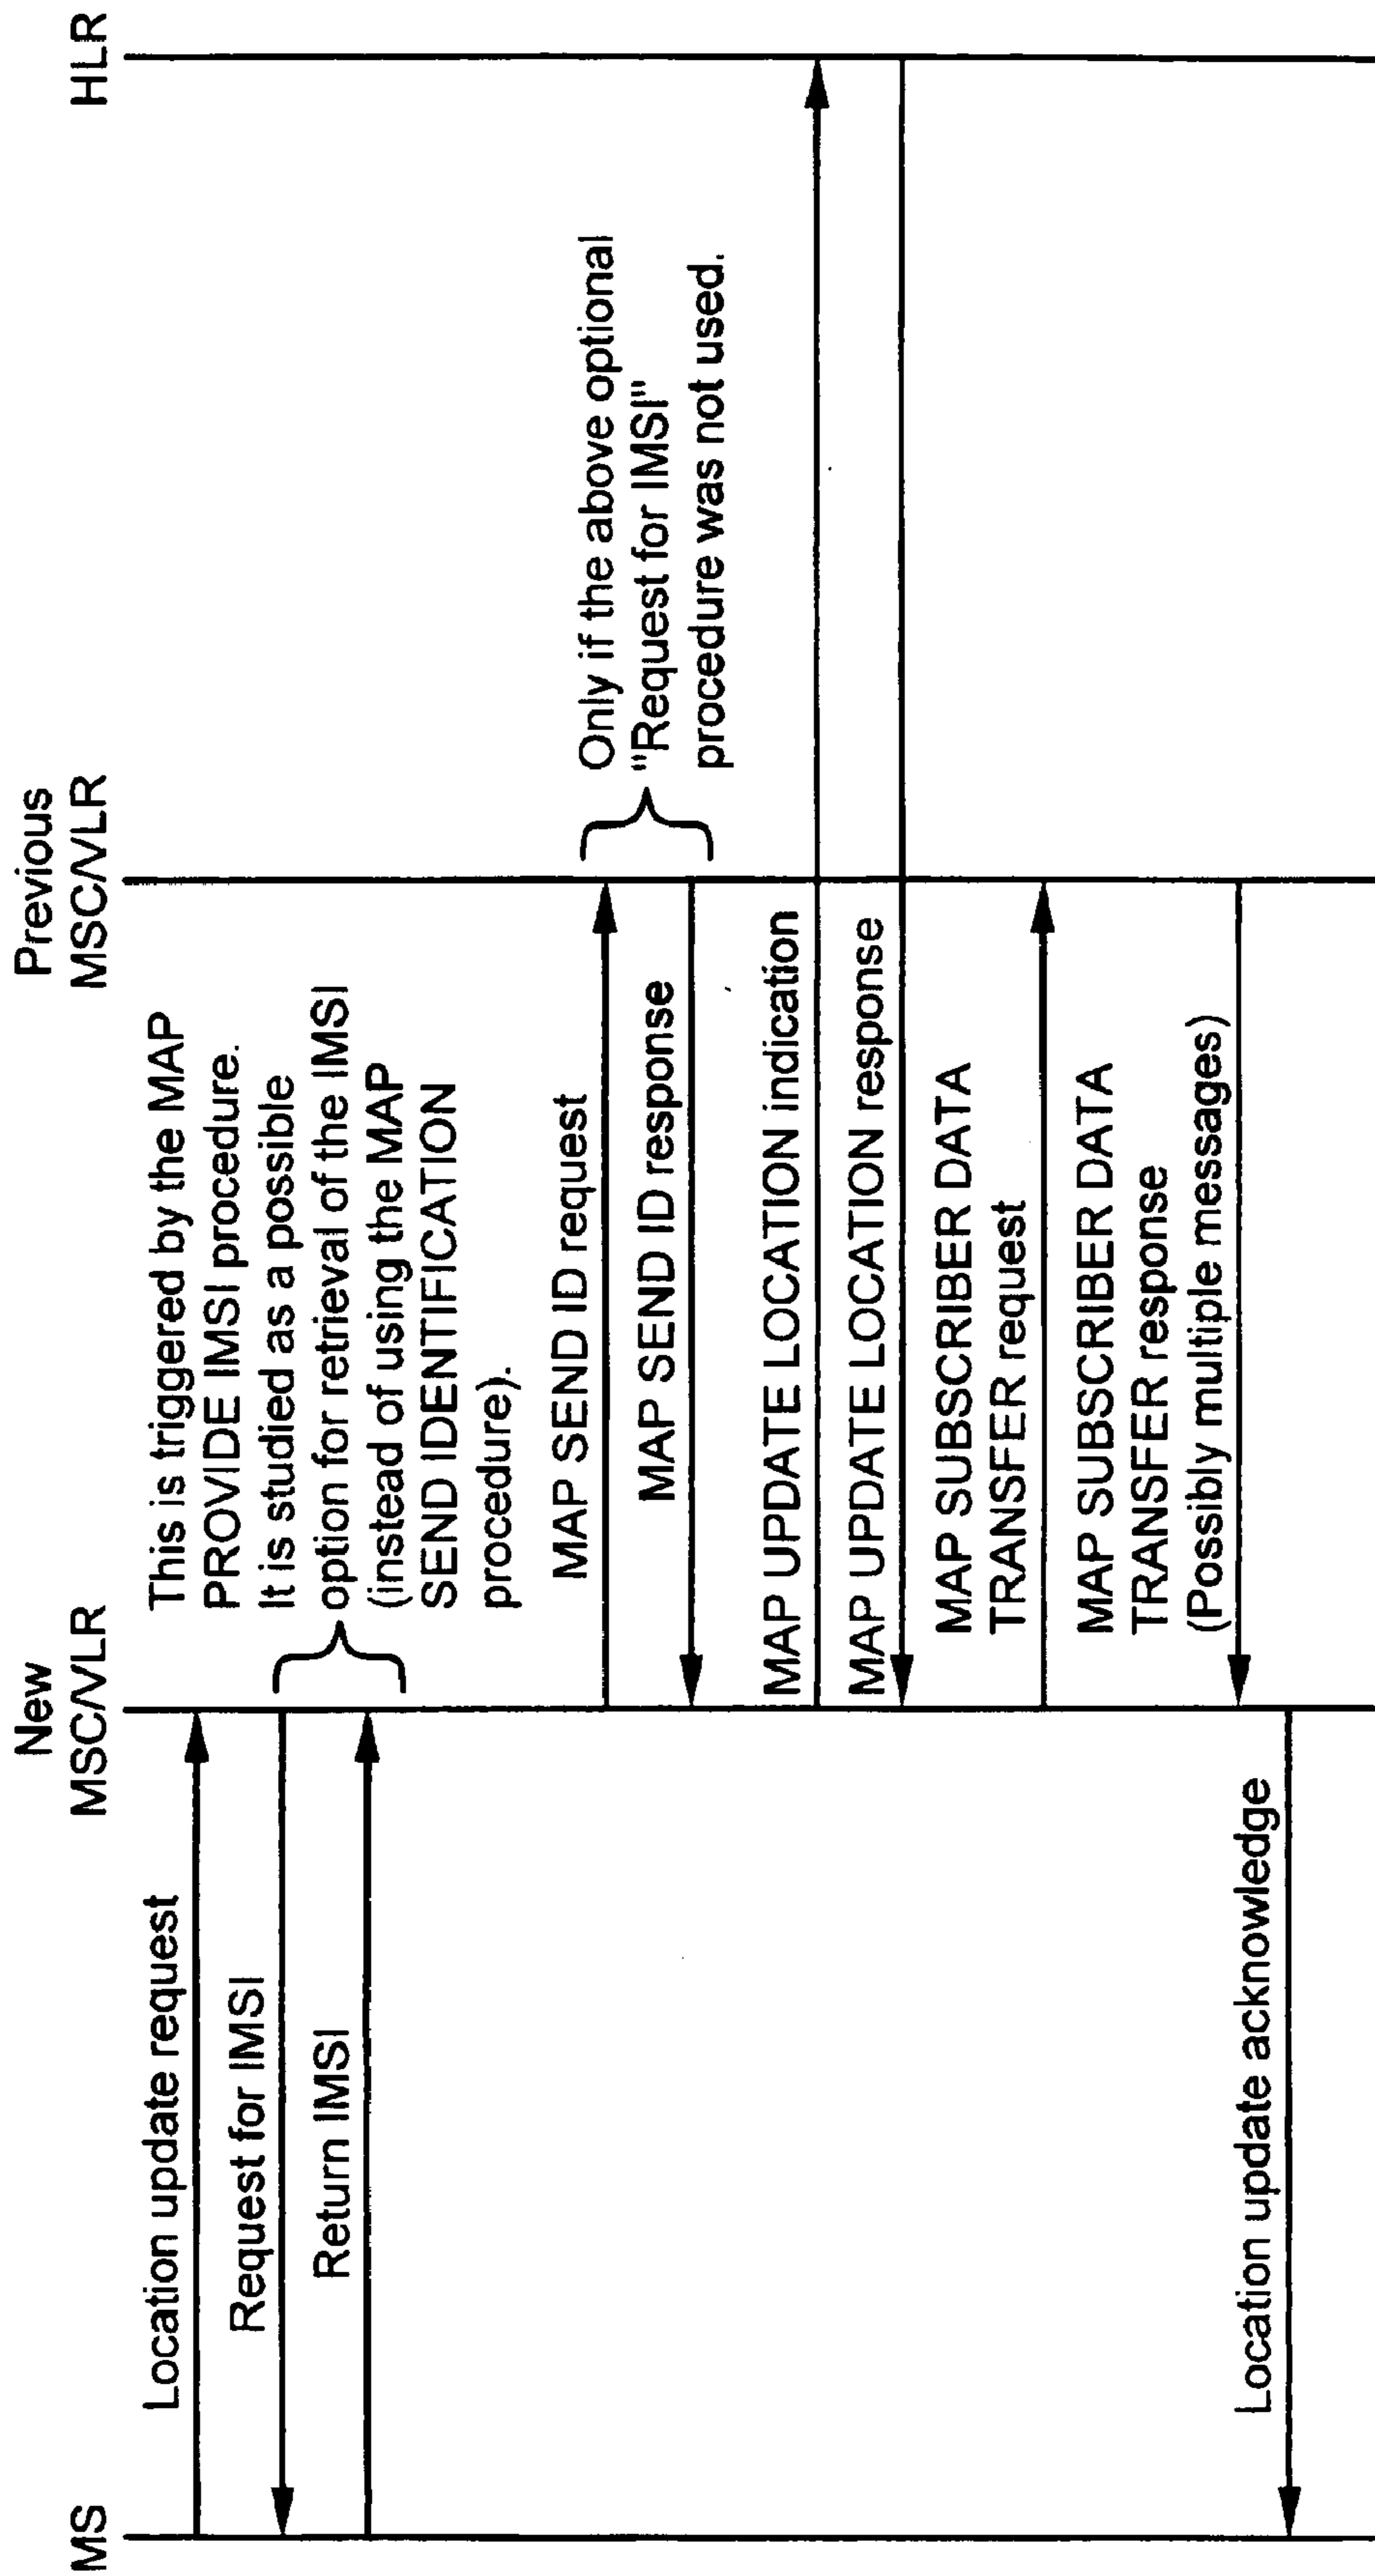 MS
New
MSC/VLR
Previous
MSC/VLR
HLR
Location update request
Request for IMSI
Return IMSI
This is triggered by the MAP
PROVIDE IMSI procedure.
It is studied as a possible
option for retrieval of the IMSI
(instead of using the MAP
SEND IDENTIFICATION
procedure).
MAP SEND ID request
MAP SEND ID response
Only if the above optional
"Request for IMSI"
procedure was not used.
MAP UPDATE LOCATION indication
MAP UPDATE LOCATION response
MAP SUBSCRIBER DATA
TRANSFER request
MAP SUBSCRIBER DATA
TRANSFER response
(Possibly multiple messages)
Location update acknowledge